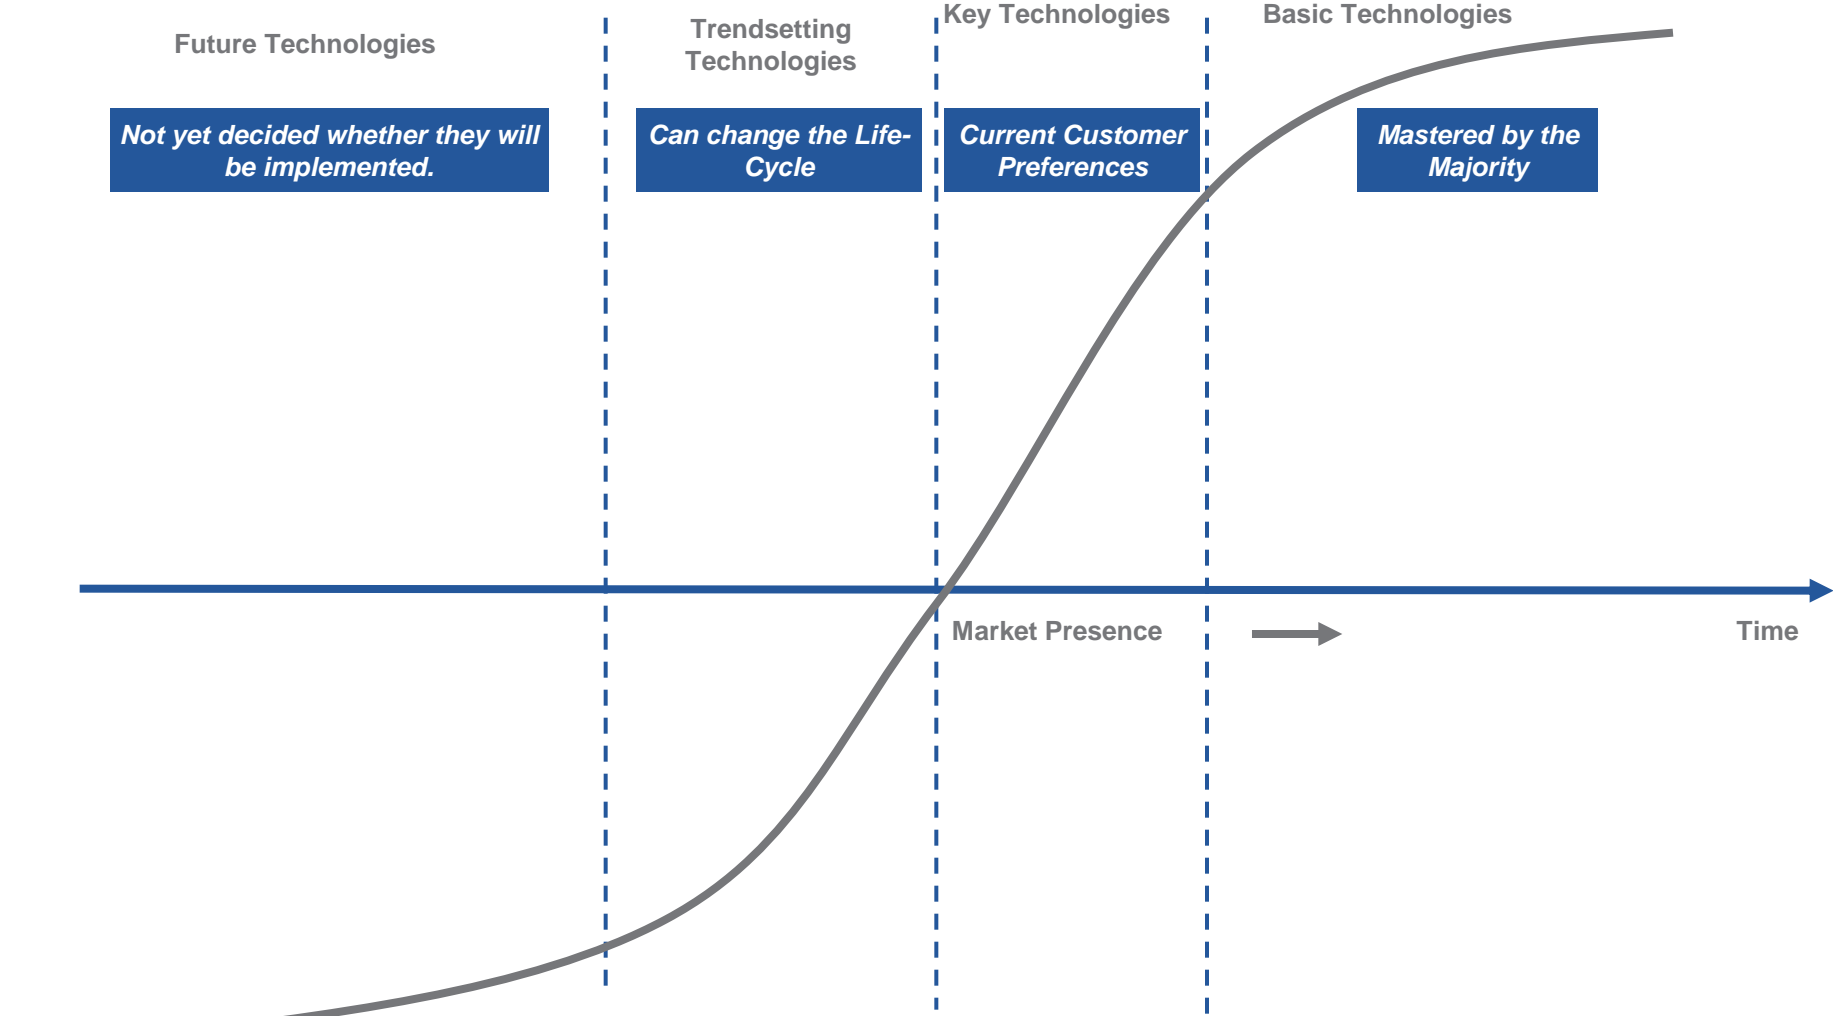 Future Technologies
Trendsetting
Technologies
Key Technologies
Basic Technologies
Not yet decided whether they will
be implemented.
Can change the Life-
Cycle
Current Customer
Preferences
Mastered by the
Majority
Market Presence
Time